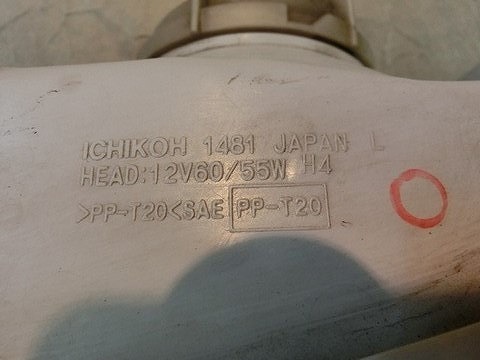 ICHIKOH 1481 JAPAN L
HEAD:12V60/55W H4
>PP-T20<SAE PP-T20